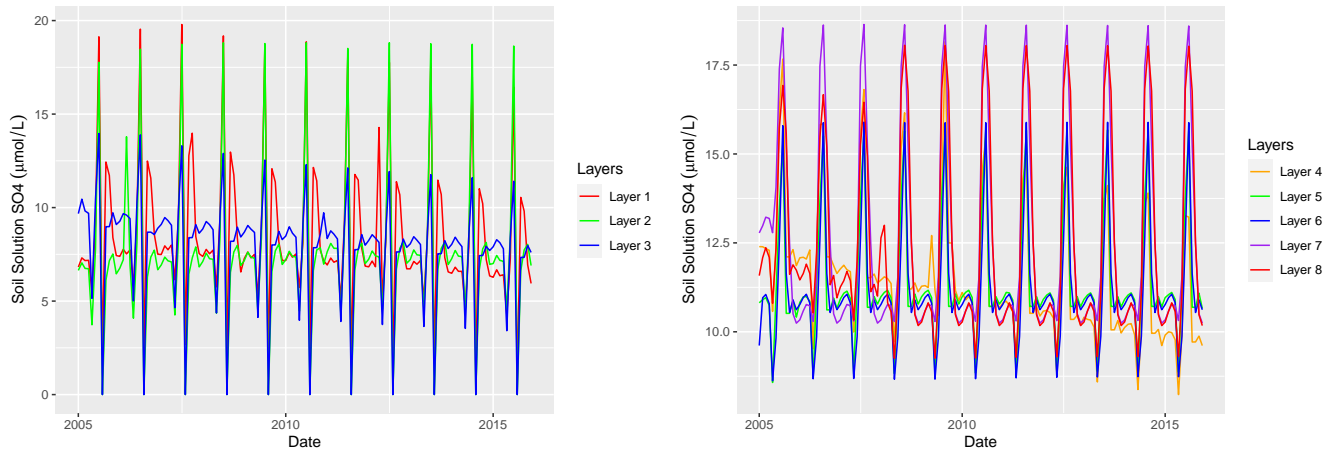 Soil Solution SO4 (μmol/L)
20
15
10
5
0
2005
2010
2015
Date
Layers
Layer 1
Layer 2
Layer 3
Soil Solution SO4 (μmol/L)
17.5
15.0
12.5
10.0
2005
2010
2015
Date
Layers
Layer 4
Layer 5
Layer 6
Layer 7
Layer 8